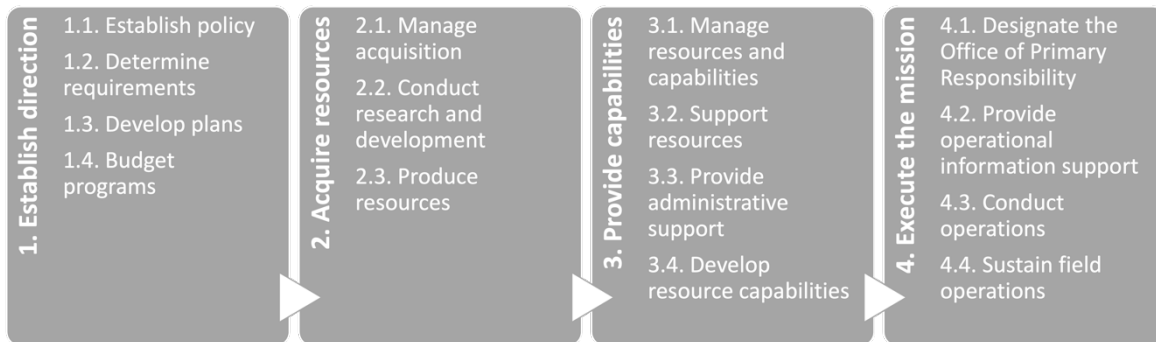 1. Establish direction
1.1. Establish policy
1.2. Determine
requirements
1.3. Develop plans
1.4. Budget
programs
2. Acquire resources
2.1. Manage
acquisition
2.2. Conduct
research and
development
2.3. Produce
resources
3. Provide capabilities
3.1. Manage
resources and
capabilities
3.2. Support
resources
3.3. Provide
administrative
support
3.4. Develop
resource capabilities
4. Execute the mission
4.1. Designate the
Office of Primary
Responsibility
4.2. Provide
operational
information support
4.3. Conduct
operations
4.4. Sustain field
operations